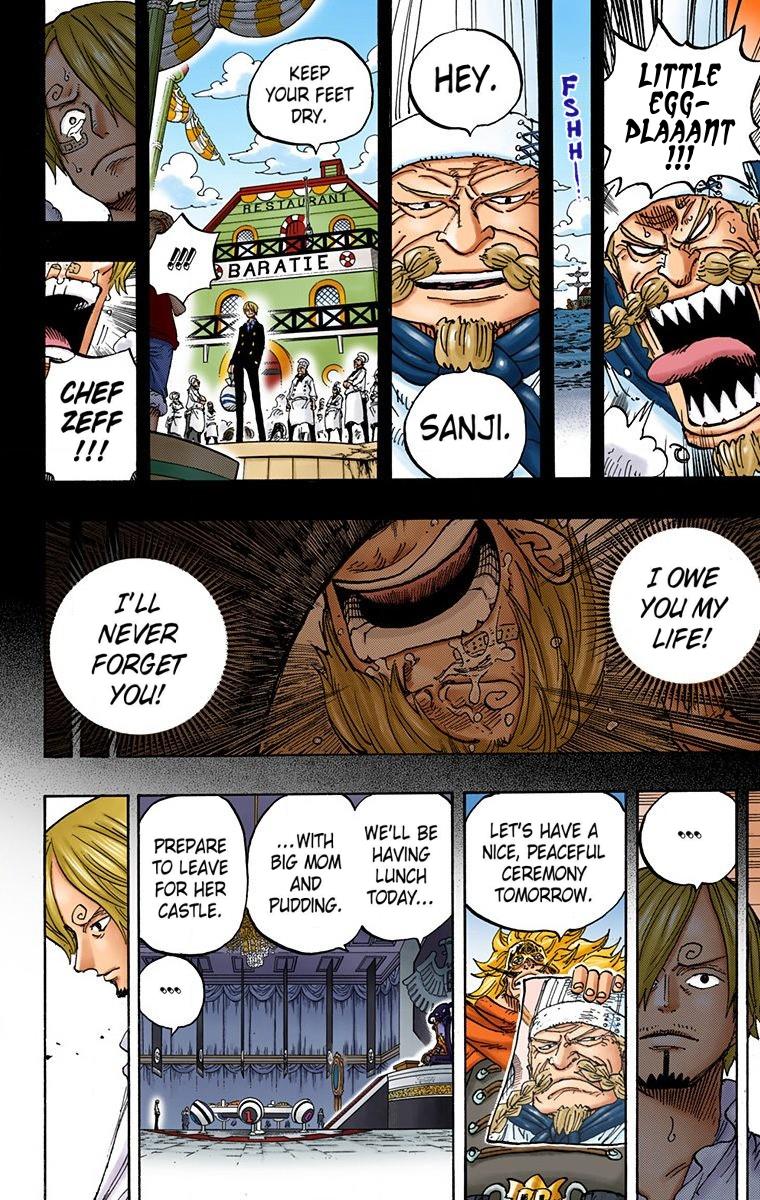 LITTLE
EGG-
PLAAANT
!!!
FSHH!..
HEY.
SANJI.
KEEP
YOUR FEET
DRY.
RESTAURANT
BARATIE
!!!
CHEF
ZEFF
!!!
I OWE
YOU MY
LIFE!
I'LL
NEVER
FORGET
YOU!
...
LET'S HAVE A
NICE, PEACEFUL
CEREMONY
TOMORROW.
WE'LL BE
HAVING
LUNCH
TODAY...
...WITH
BIG MOM
AND
PUDDING.
PREPARE
TO LEAVE
FOR HER
CASTLE.
...
1